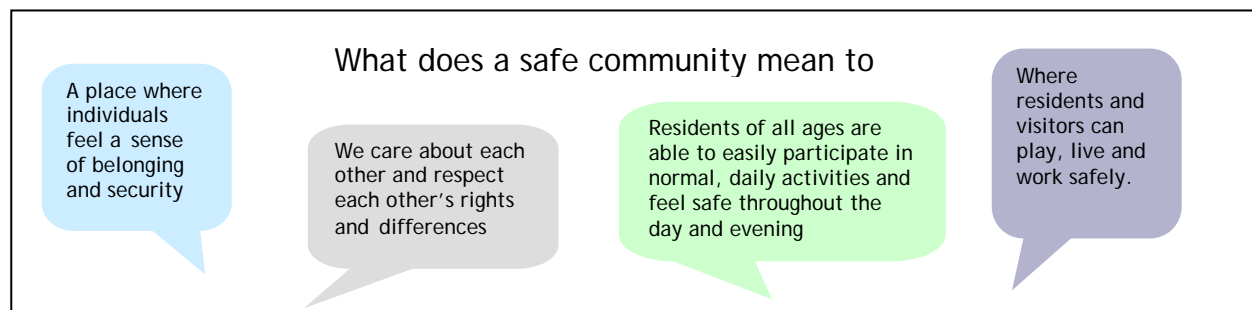 What does a safe community mean to
A place where
individuals
feel a sense
of belonging
and security
We care about each
other and respect
each other's rights
and differences
Residents of all ages are
able to easily participate in
normal, daily activities and
feel safe throughout the
day and evening
Where
residents and
visitors can
play, live and
work safely.